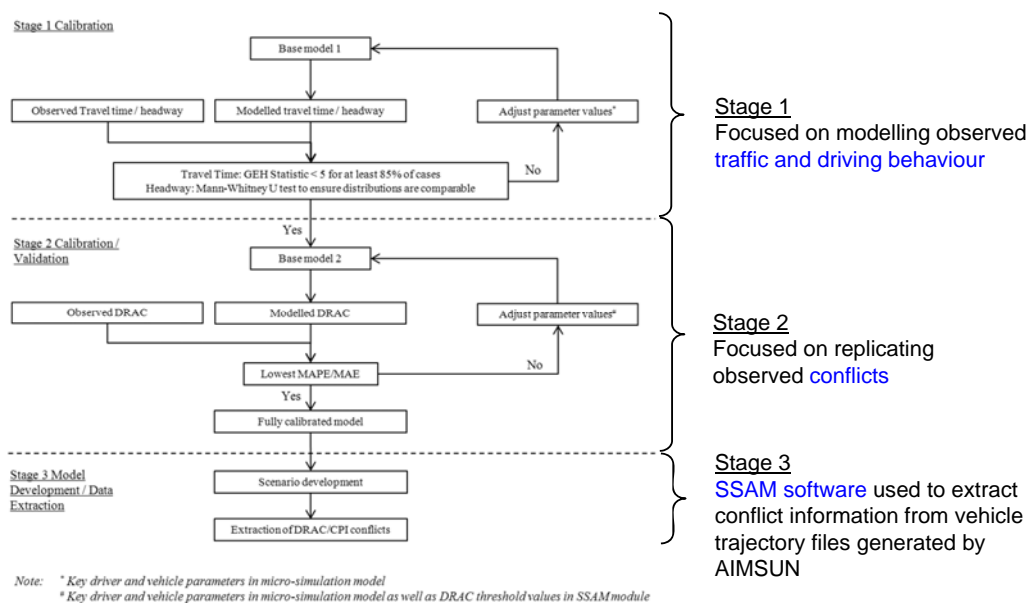 Stage 1 Calibration
Base model 1
Observed Travel time / headway
Modelled travel time / headway
Adjust parameter values*
Travel Time: GEH Statistic < 5 for at least 85% of cases
Headway: Mann-Whitney U test to ensure distributions are comparable
No
Yes
Stage 2 Calibration /
Validation
Base model 2
Observed DRAC
Modelled DRAC
Adjust parameter values#
Lowest MAPE/MAE
No
Yes
Fully calibrated model
Stage 3 Model
Development / Data
Extraction
Scenario development
Extraction of DRAC/CPI conflicts
Note: * Key driver and vehicle parameters in micro-simulation model
# Key driver and vehicle parameters in micro-simulation model as well as DRAC threshold values in SSAM module
Stage 1
Focused on modelling observed
traffic and driving behaviour
Stage 2
Focused on replicating
observed conflicts
Stage 3
SSAM software used to extract
conflict information from vehicle
trajectory files generated by
AIMSUN